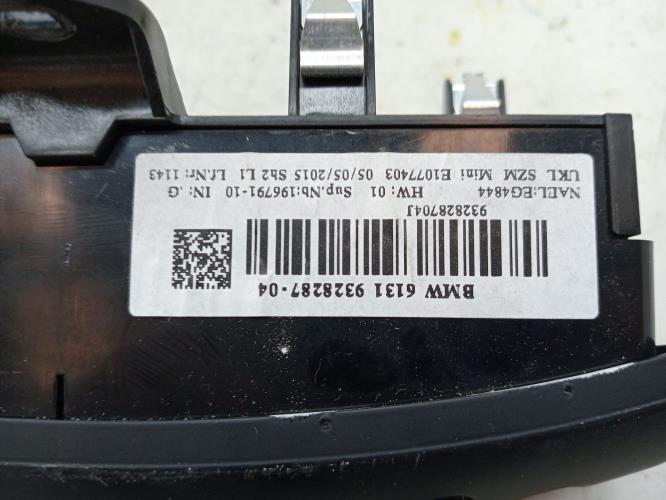 BMW 6131 9328287-04
932828704J
NAEL:EG4844 HW: 01 Sup.Nb:196791-10 IN: .G
UKL SZM Mini E1077403 05/05/2015 Sb2 L1 Lf.Nr: 1143